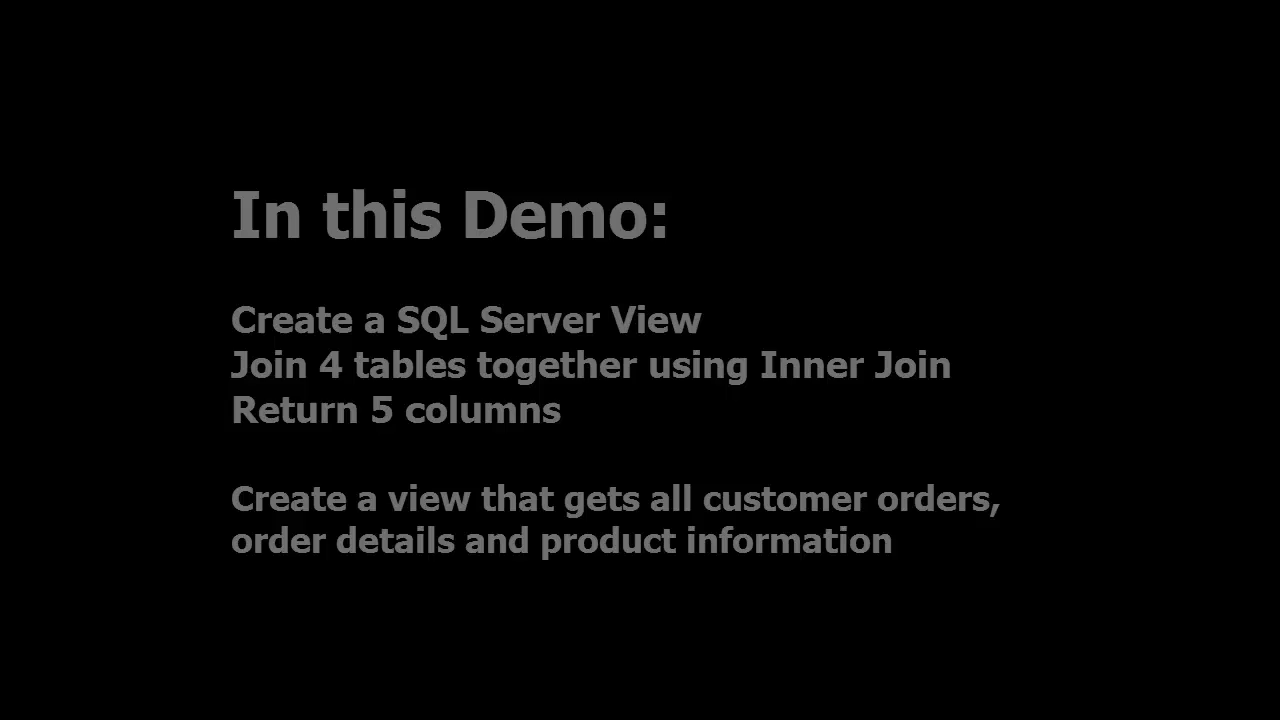 In this Demo:
Create a SQL Server View
Join 4 tables together using Inner Join
Return 5 columns
Create a view that gets all customer orders,
order details and product information